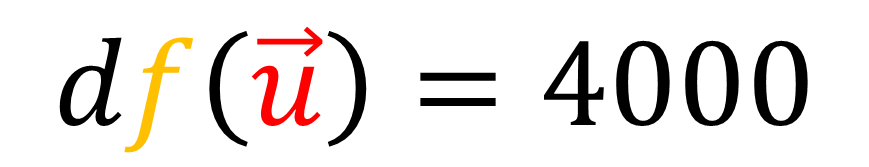 df(u⃗) = 4000